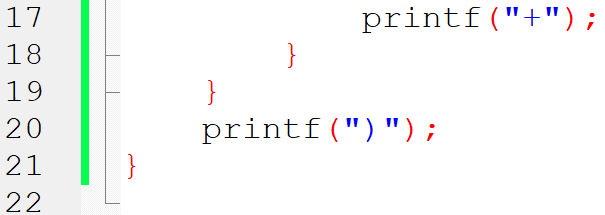 17 printf("+");
18 }
19 }
20 printf(")");
21 }
22